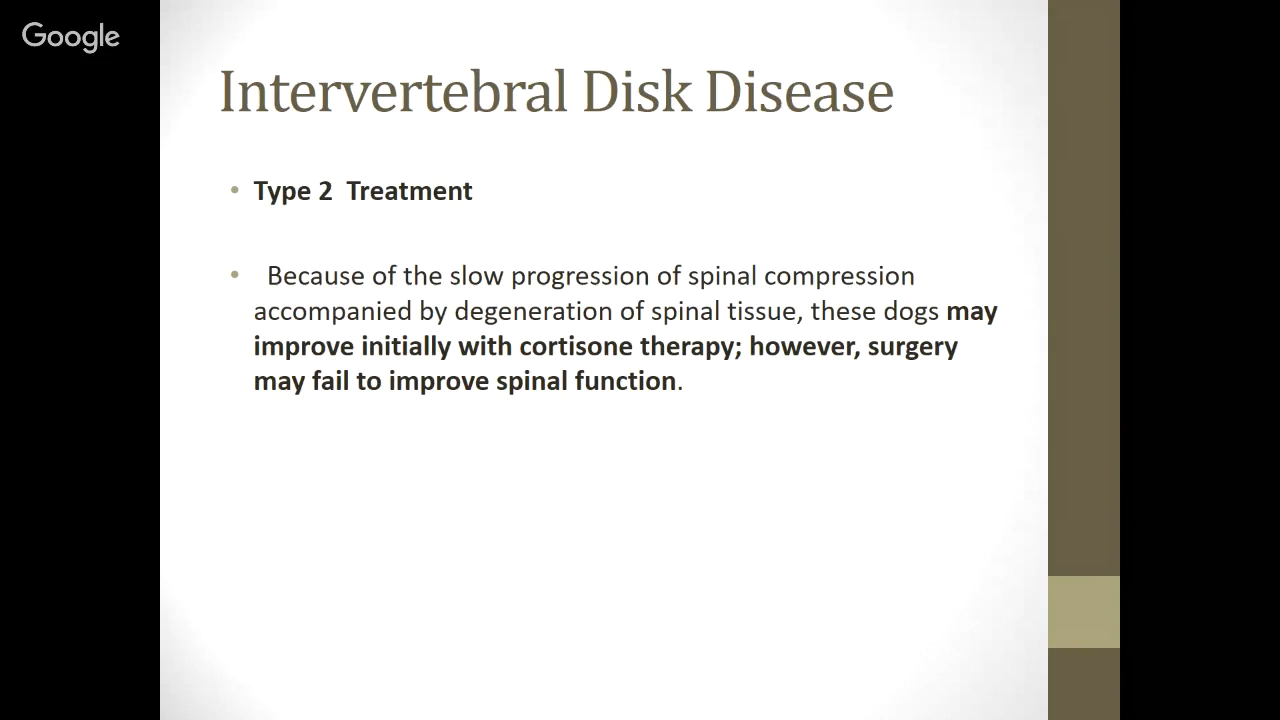 Google
Intervertebral Disk Disease
• Type 2 Treatment
• Because of the slow progression of spinal compression
accompanied by degeneration of spinal tissue, these dogs may
improve initially with cortisone therapy; however, surgery
may fail to improve spinal function.